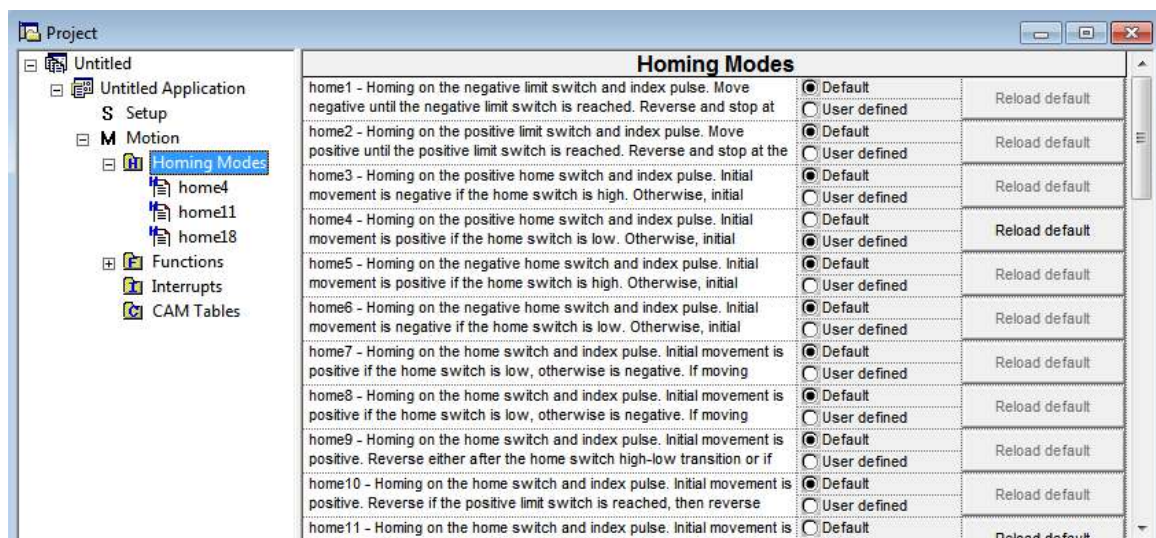 Project
Untitled
Untitled Application
S Setup
M Motion
H Homing Modes
home4
home11
home18
F Functions
I Interrupts
C CAM Tables
Homing Modes
home1 - Homing on the negative limit switch and index pulse. Move
negative until the negative limit switch is reached. Reverse and stop at
Default
User defined
Reload default
home2 - Homing on the positive limit switch and index pulse. Move
positive until the positive limit switch is reached. Reverse and stop at the
Default
User defined
Reload default
home3 - Homing on the positive home switch and index pulse. Initial
movement is negative if the home switch is high. Otherwise, initial
Default
User defined
Reload default
home4 - Homing on the positive home switch and index pulse. Initial
movement is positive if the home switch is low. Otherwise, initial
Default
User defined
Reload default
home5 - Homing on the negative home switch and index pulse. Initial
movement is positive if the home switch is high. Otherwise, initial
Default
User defined
Reload default
home6 - Homing on the negative home switch and index pulse. Initial
movement is negative if the home switch is low. Otherwise, initial
Default
User defined
Reload default
home7 - Homing on the home switch and index pulse. Initial movement is
positive if the home switch is low, otherwise is negative. If moving
Default
User defined
Reload default
home8 - Homing on the home switch and index pulse. Initial movement is
positive if the home switch is low, otherwise is negative. If moving
Default
User defined
Reload default
home9 - Homing on the home switch and index pulse. Initial movement is
positive. Reverse either after the home switch high-low transition or if
Default
User defined
Reload default
home10 - Homing on the home switch and index pulse. Initial movement is
positive. Reverse if the positive limit switch is reached, then reverse
Default
User defined
Reload default
home11 - Homing on the home switch and index pulse. Initial movement is
Default
Reload default